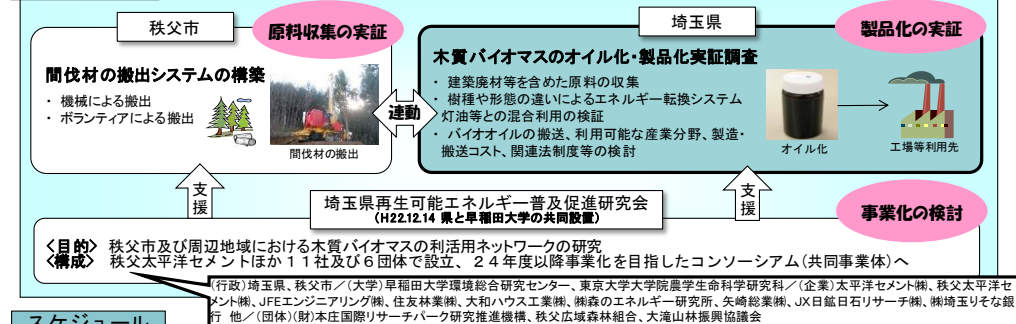 秩父市
原料収集の実証
間伐材の搬出システムの構築
・ 機械による搬出
・ ボランティアによる搬出
間伐材の搬出
連動
埼玉県
製品化の実証
木質バイオマスのオイル化・製品化実証調査
・ 建築廃材等を含めた原料の収集
・ 樹種や形態の違いによるエネルギー転換システム
灯油等との混合利用の検証
・ バイオオイルの搬送、利用可能な産業分野、製造・
搬送コスト、関連法制度等の検討
オイル化
工場等利用先
支援
支援
埼玉県再生可能エネルギー普及促進研究会
(H22.12.14 県と早稲田大学の共同設置)
事業化の検討
<目的> 秩父市及び周辺地域における木質バイオマスの利活用ネットワークの研究
<構成> 秩父太平洋セメントほか11社及び6団体で設立、24年度以降事業化を目指したコンソーシアム(共同事業体)へ
(行政)埼玉県、秩父市/(大学)早稲田大学環境総合研究センター、東京大学大学院農学生命科学研究科/(企業)太平洋セメント㈱、秩父太平洋セ
メント㈱、JFEエンジニアリング㈱、住友林業㈱、大和ハウス工業㈱、㈱森のエネルギー研究所、矢崎総業㈱、JX日鉱日石リサーチ㈱、㈱埼玉りそな銀
行 他/(団体)(財)本庄国際リサーチパーク研究推進機構、秩父広域森林組合、大滝山林振興協議会
スケジュール